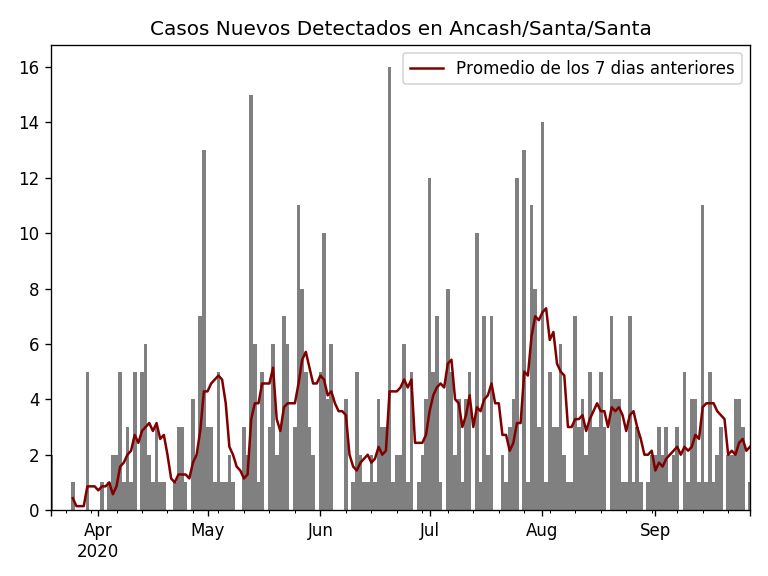 Casos Nuevos Detectados en Ancash/Santa/Santa
Promedio de los 7 dias anteriores
16
14
12
10
8
6
4
2
0
Apr
2020
May
Jun
Jul
Aug
Sep